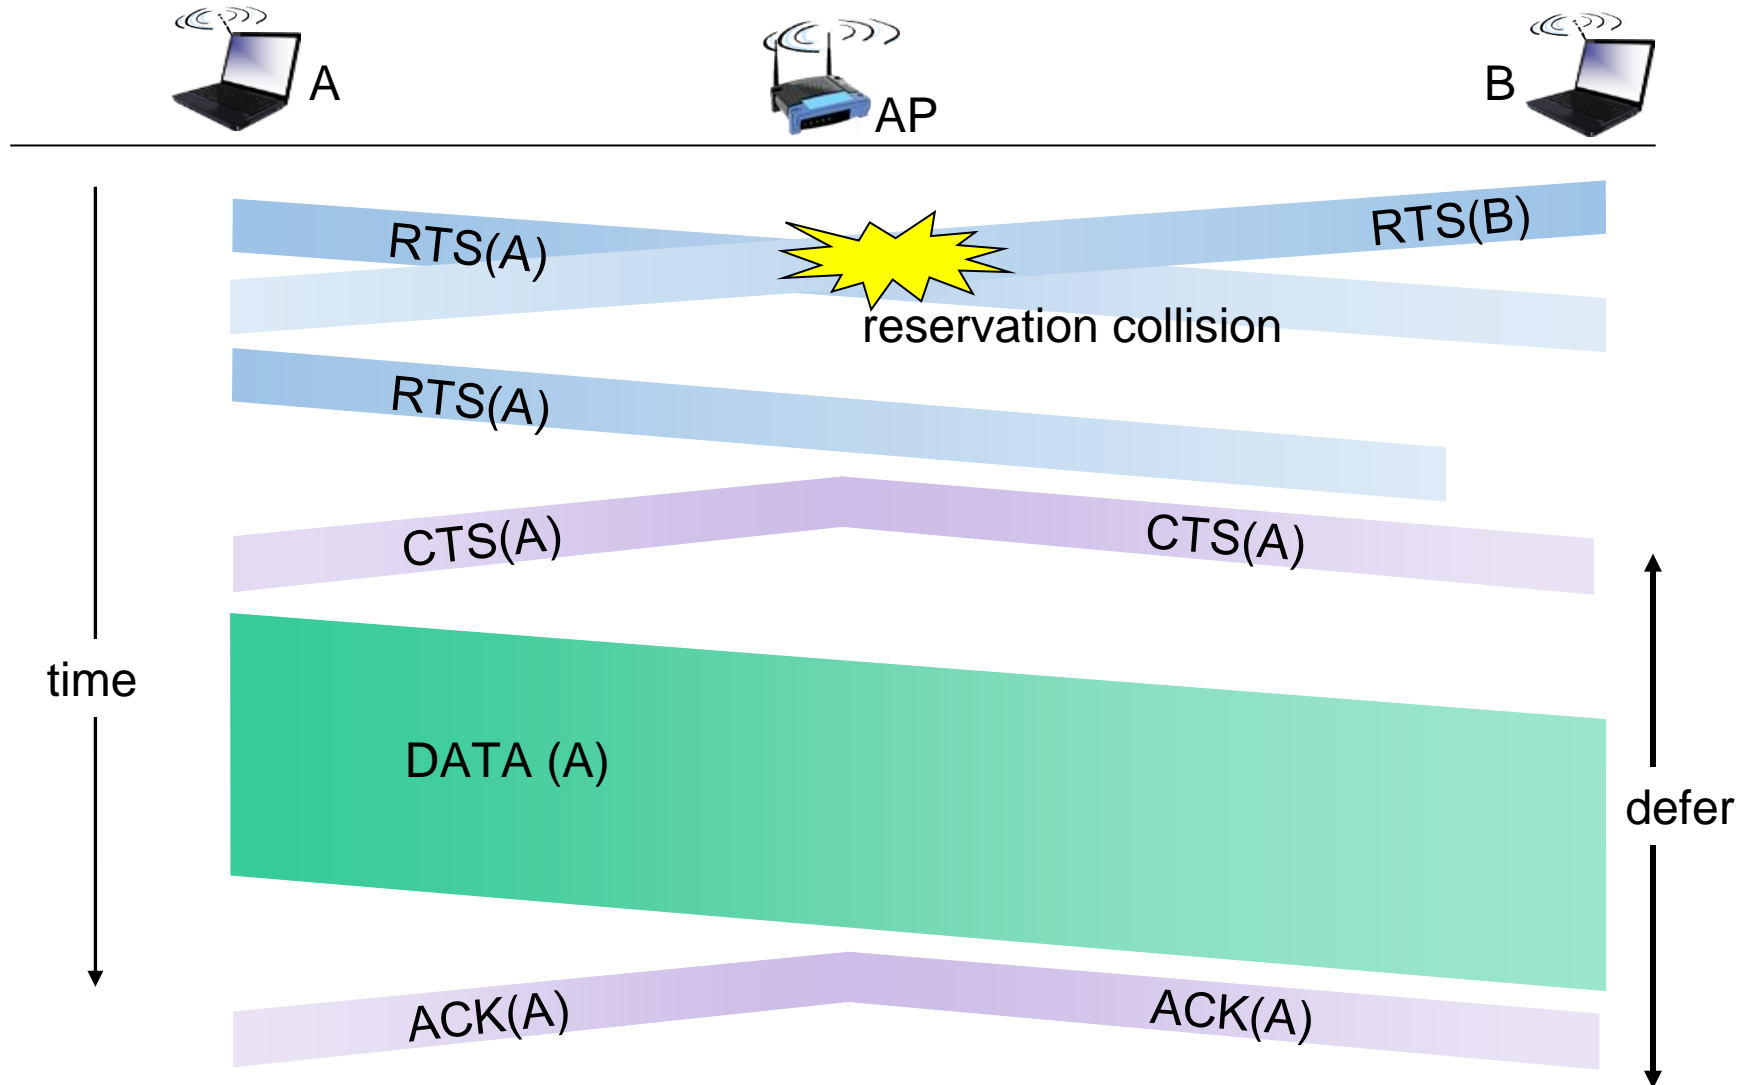 A
AP
B
RTS(A)
RTS(B)
reservation collision
RTS(A)
CTS(A)
CTS(A)
time
DATA (A)
defer
ACK(A)
ACK(A)